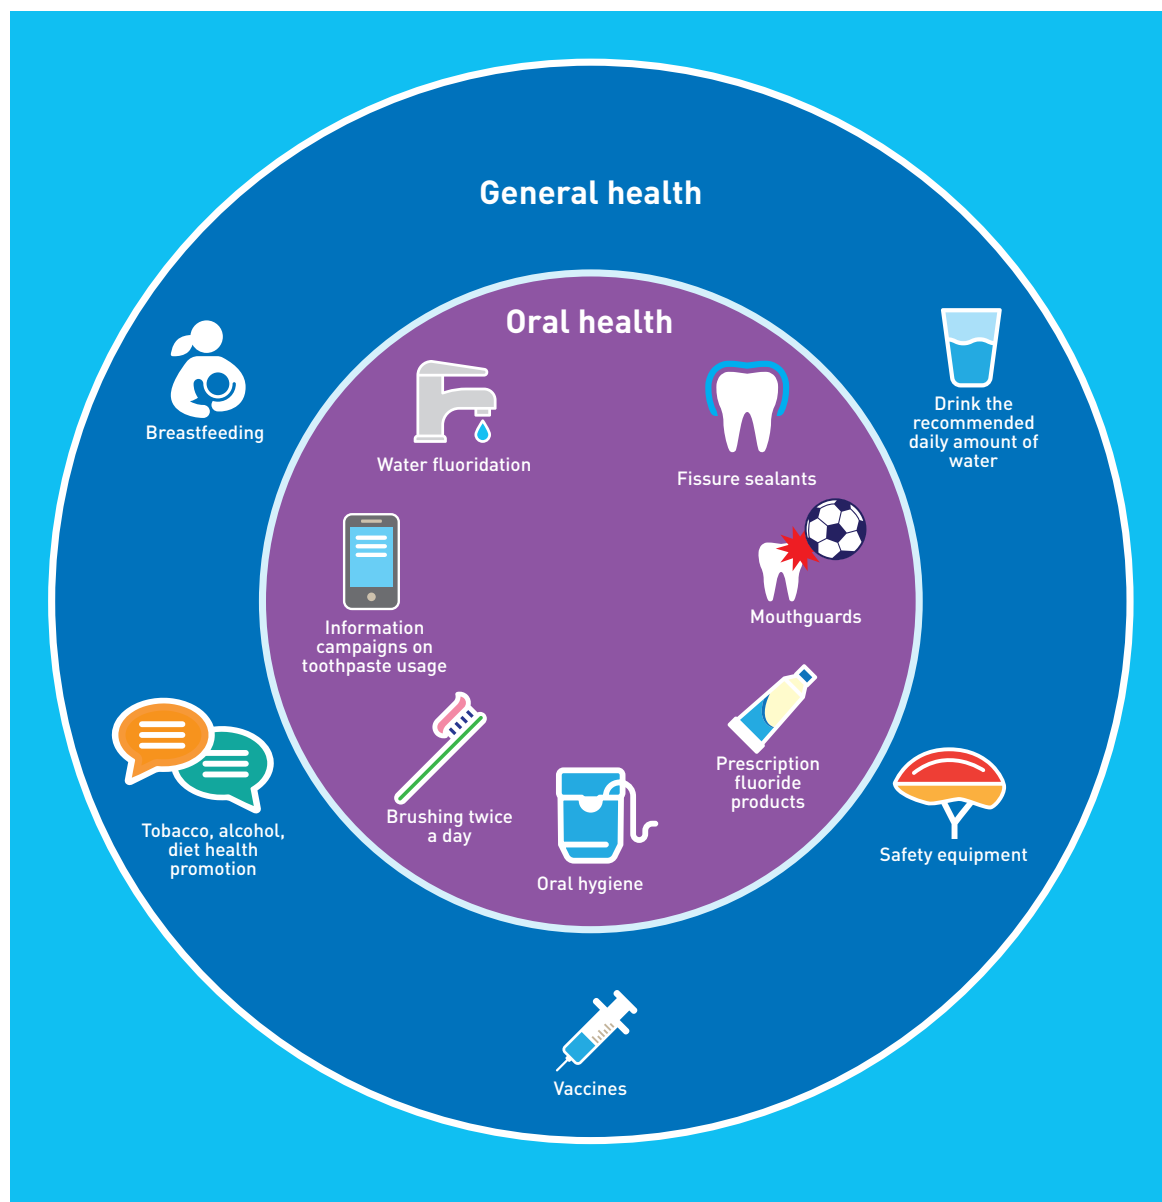 General health
Oral health
Breastfeeding
Water fluoridation
Fissure sealants
Drink the
recommended
daily amount of
water
Information
campaigns on
toothpaste usage
Mouthguards
Tobacco, alcohol,
diet health
promotion
Brushing twice
a day
Oral hygiene
Prescription
fluoride
products
Safety equipment
Vaccines